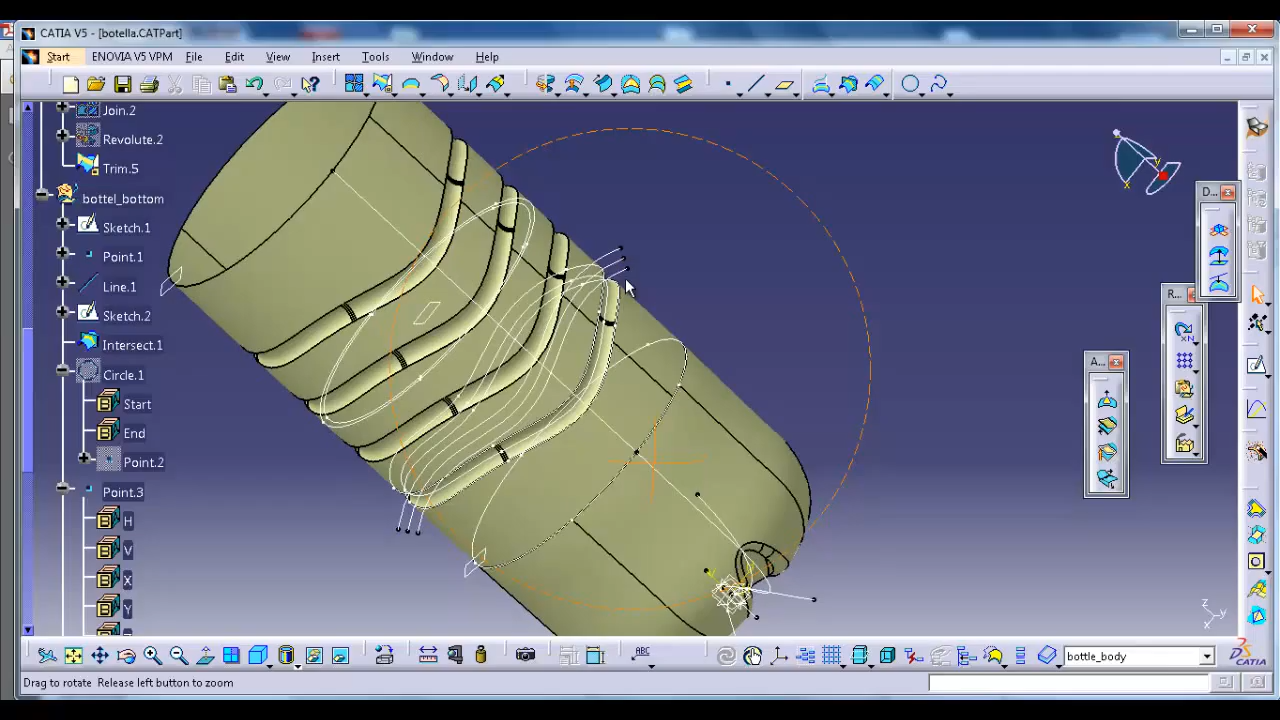 CATIA V5 - [botella.CATPart]
Start ENOVIA V5 VPM File Edit View Insert Tools Window Help
Join.2
Revolute.2
Trim.5
bottel_bottom
Sketch.1
Point.1
Line.1
Sketch.2
Intersect.1
Circle.1
Start
End
Point.2
Point.3
H
V
X
Y
D...
R...
A...
z
x
ABC
bottle_body
CATIA
Drag to rotate Release left button to zoom